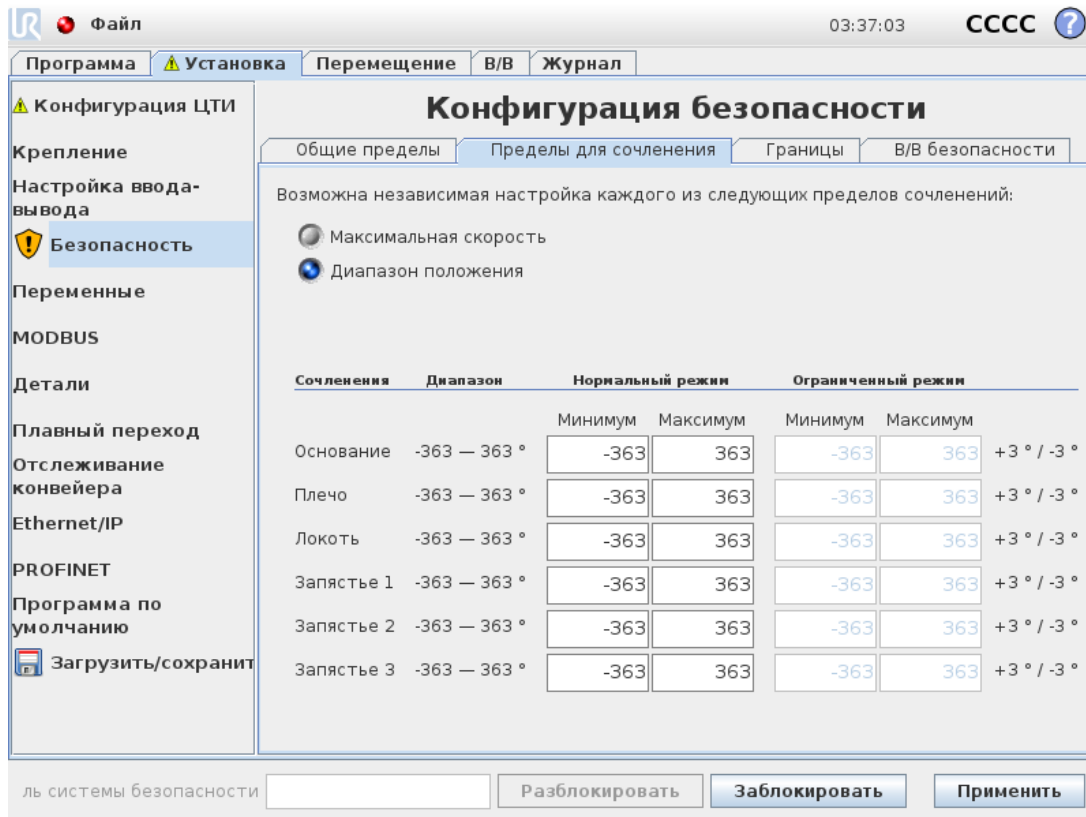 Файл 03:37:03 CCCC ?
Программа Установка Перемещение В/В Журнал
Конфигурация ЦТИ
Крепление
Настройка ввода-
вывода
Безопасность
Переменные
MODBUS
Детали
Плавный переход
Отслеживание
конвейера
Ethernet/IP
PROFINET
Программа по
умолчанию
Загрузить/сохранит
Конфигурация безопасности
Общие пределы Пределы для сочленения Границы В/В безопасности
Возможна независимая настройка каждого из следующих пределов сочленений:
Максимальная скорость
Диапазон положения
Сочленения Диапазон Нормальный режим Ограниченный режим
Минимум Максимум Минимум Максимум
Основание -363 — 363 ° -363 363 -363 363 +3 ° / -3 °
Плечо -363 — 363 ° -363 363 -363 363 +3 ° / -3 °
Локоть -363 — 363 ° -363 363 -363 363 +3 ° / -3 °
Запястье 1 -363 — 363 ° -363 363 -363 363 +3 ° / -3 °
Запястье 2 -363 — 363 ° -363 363 -363 363 +3 ° / -3 °
Запястье 3 -363 — 363 ° -363 363 -363 363 +3 ° / -3 °
ль системы безопасности Разблокировать Заблокировать Применить